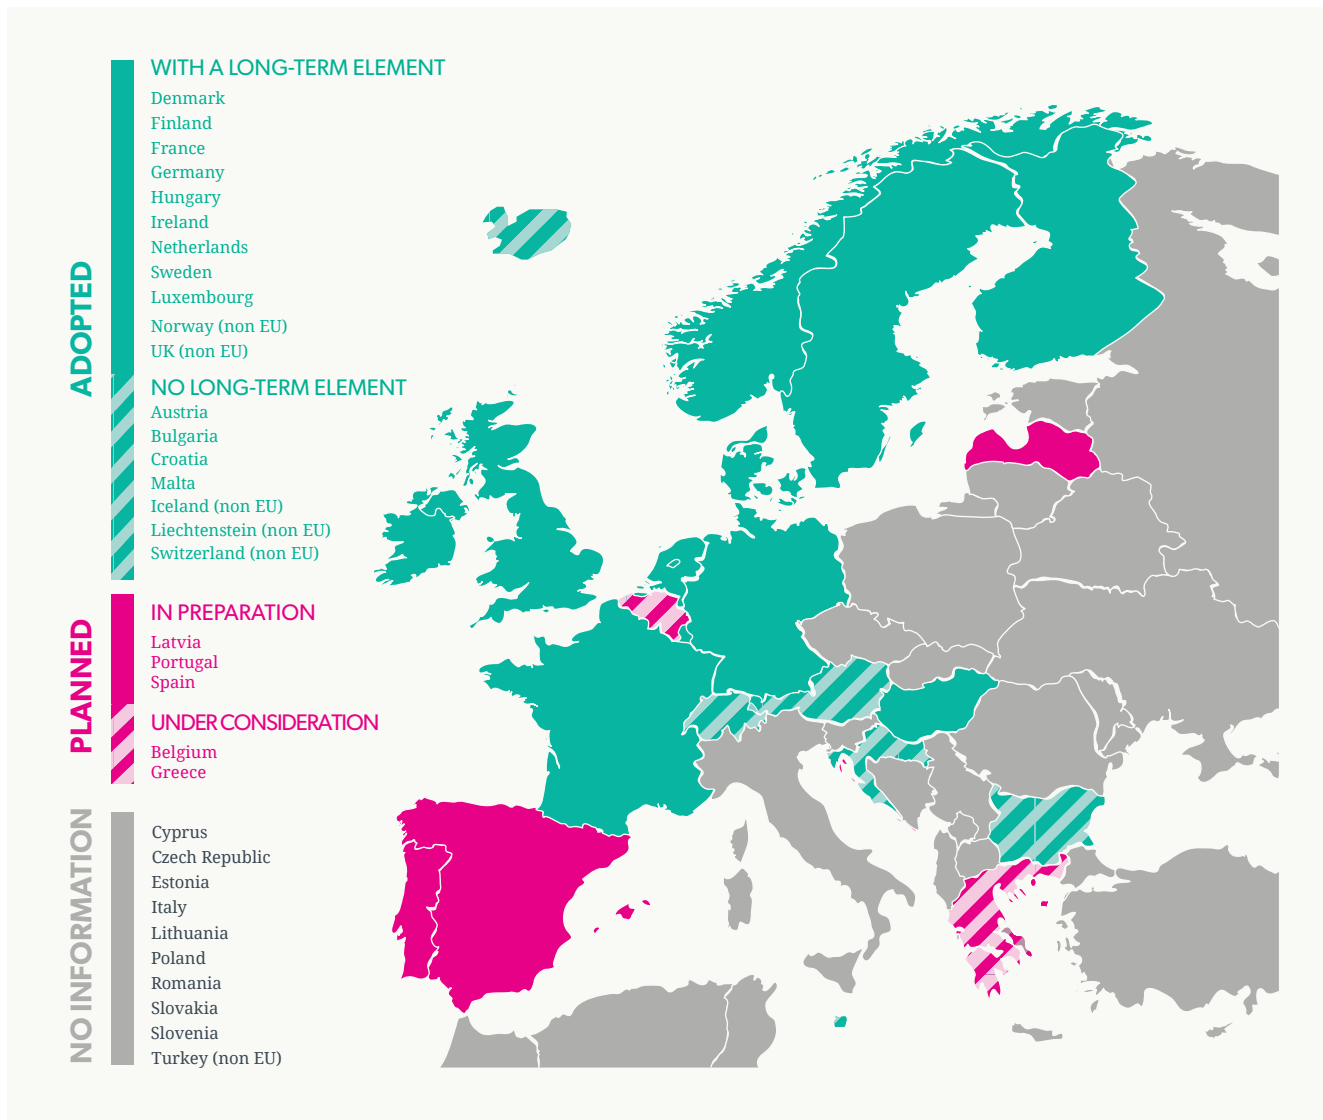 ADOPTED
WITH A LONG-TERM ELEMENT
Denmark
Finland
France
Germany
Hungary
Ireland
Netherlands
Sweden
Luxembourg
Norway (non EU)
UK (non EU)
NO LONG-TERM ELEMENT
Austria
Bulgaria
Croatia
Malta
Iceland (non EU)
Liechtenstein (non EU)
Switzerland (non EU)
PLANNED
IN PREPARATION
Latvia
Portugal
Spain
UNDER CONSIDERATION
Belgium
Greece
NO INFORMATION
Cyprus
Czech Republic
Estonia
Italy
Lithuania
Poland
Romania
Slovakia
Slovenia
Turkey (non EU)